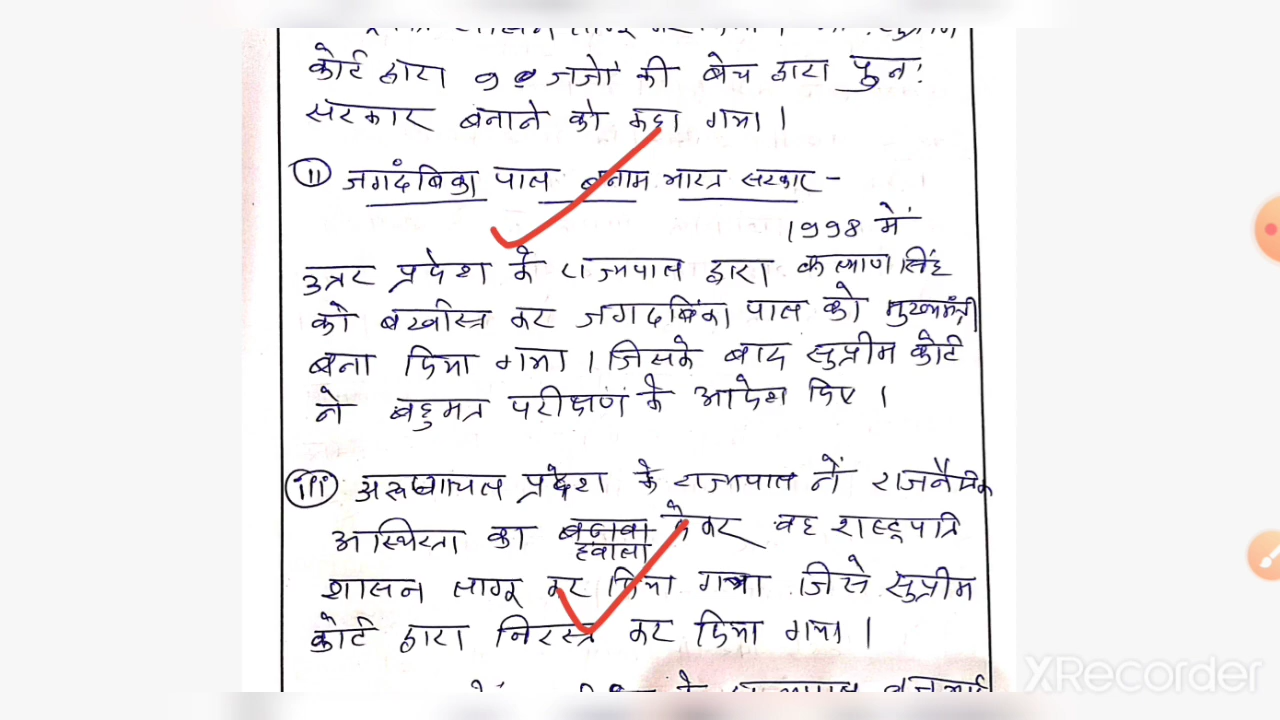 कोर्ट द्वारा 9 जजों की बेंच द्वारा पुनः
सरकार बनाने को कहा गया।
(ii) जगदंबिका पाल बनाम भारत सरकार -
1998 में
उत्तर प्रदेश के राज्यपाल द्वारा कल्याण सिंह
को बर्खास्त कर जगदंबिका पाल को मुख्यमंत्री
बना दिया गया। जिसके बाद सुप्रीम कोर्ट
ने बहुमत परीक्षण के आदेश दिए।
(iii) अरूणाचल प्रदेश के राज्यपाल ने राजनैतिक
अस्थिरता का हवाला देकर वह राष्ट्रपति
शासन लागू कर दिया गया जिसे सुप्रीम
कोर्ट द्वारा निरस्त कर दिया गया।
XRecorder